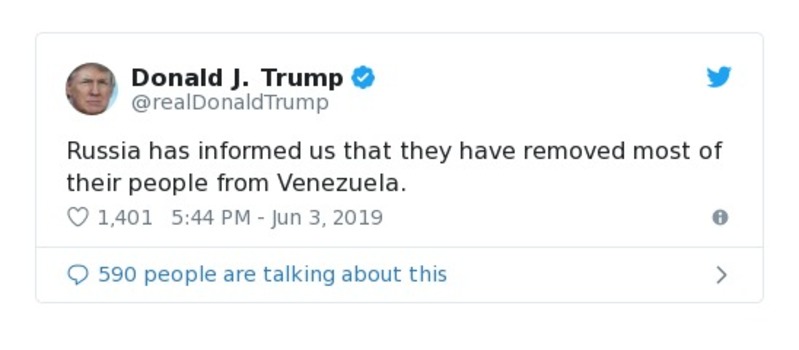 Donald J. Trump
@realDonaldTrump
Russia has informed us that they have removed most of
their people from Venezuela.
1,401 5:44 PM - Jun 3, 2019
590 people are talking about this